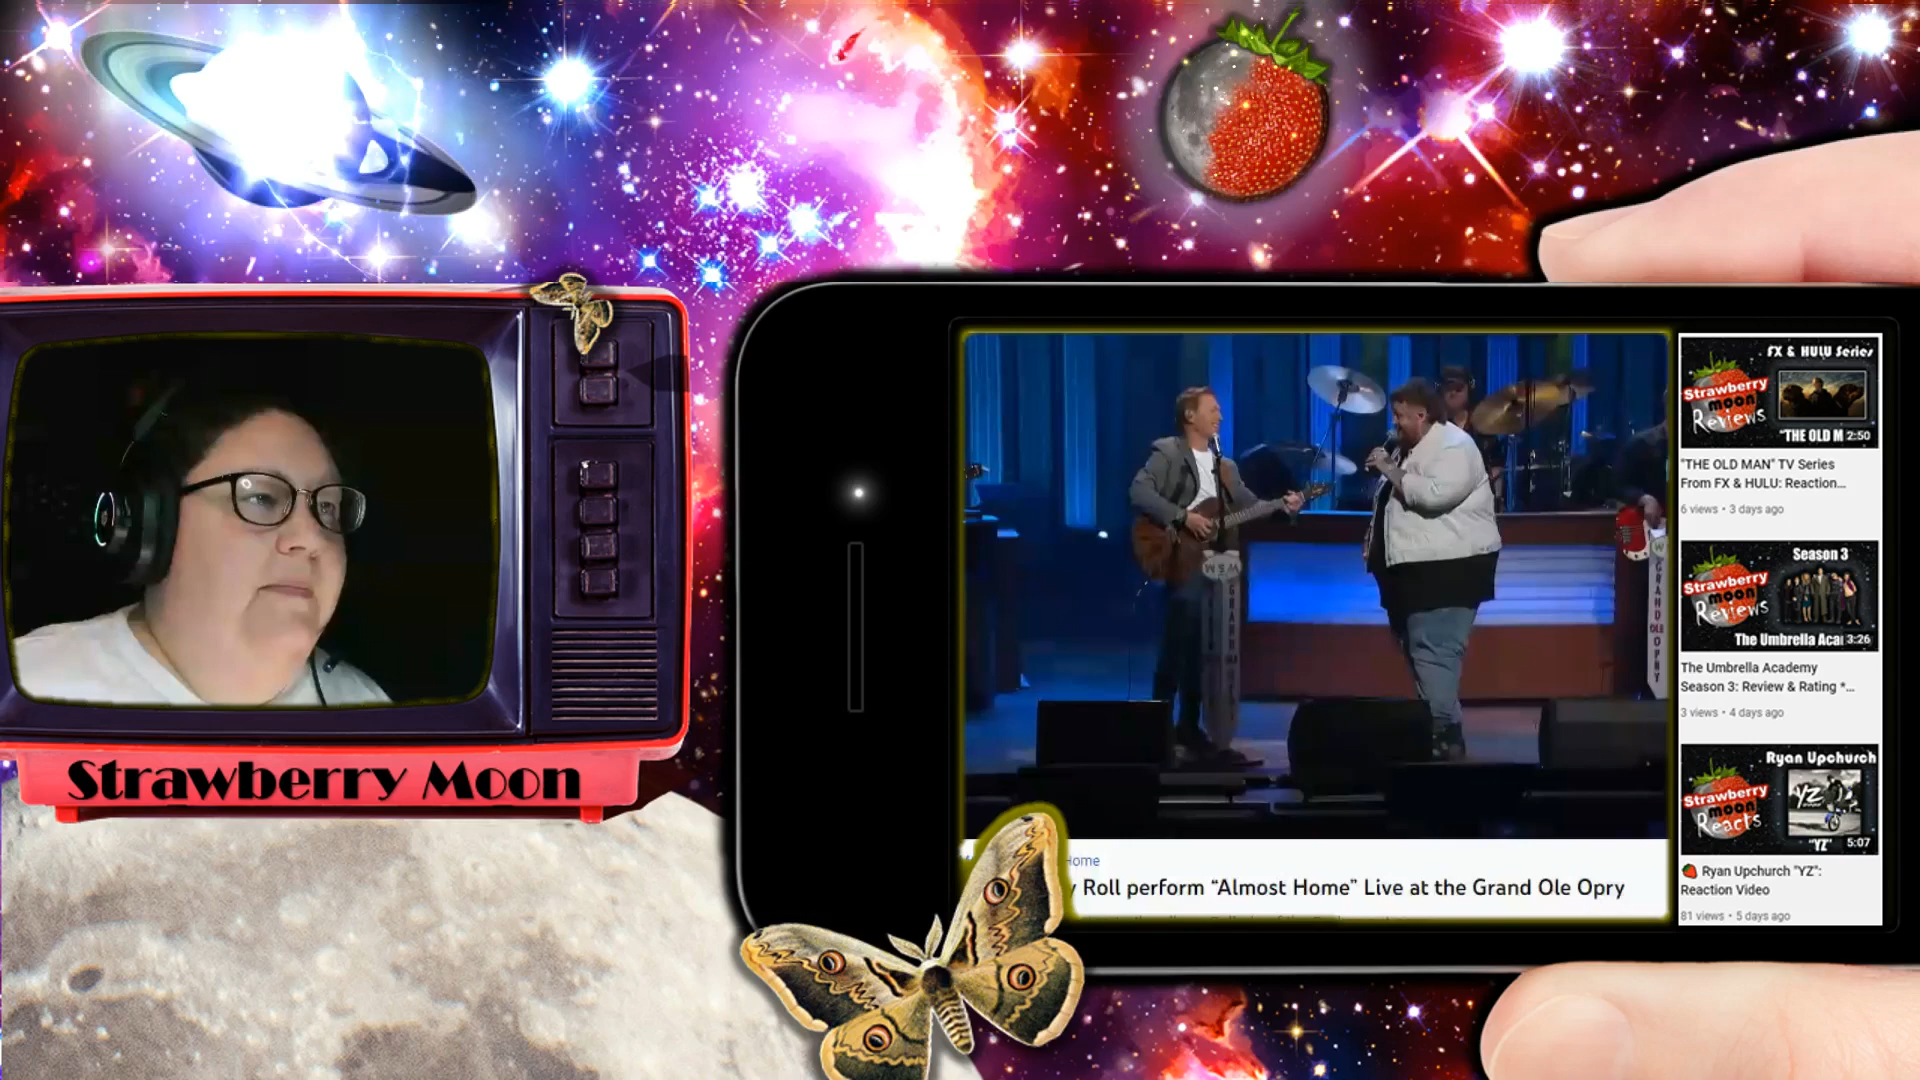 Strawberry Moon
W S M
GRAND OLE OPRY
Home
y Roll perform “Almost Home” Live at the Grand Ole Opry
FX & HULU Series
Strawberry
moon
Reviews
"THE OLD M
2:50
"THE OLD MAN" TV Series
From FX & HULU: Reaction...
6 views • 3 days ago
Season 3
Strawberry
moon
Reviews
The Umbrella Aca
3:26
The Umbrella Academy
Season 3: Review & Rating *...
3 views • 4 days ago
Ryan Upchurch
Strawberry
moon
Reacts
YZ
"YZ"
5:07
Ryan Upchurch "YZ":
Reaction Video
81 views • 5 days ago